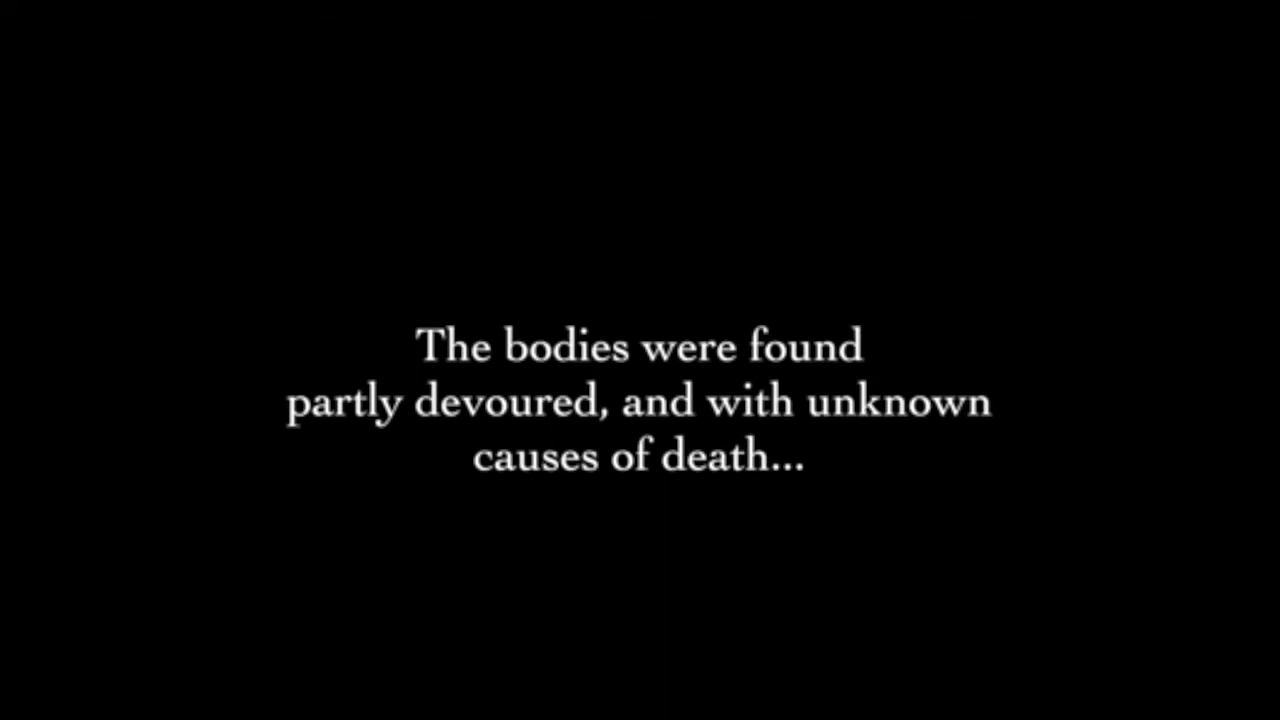 The bodies were found
partly devoured, and with unknown
causes of death...